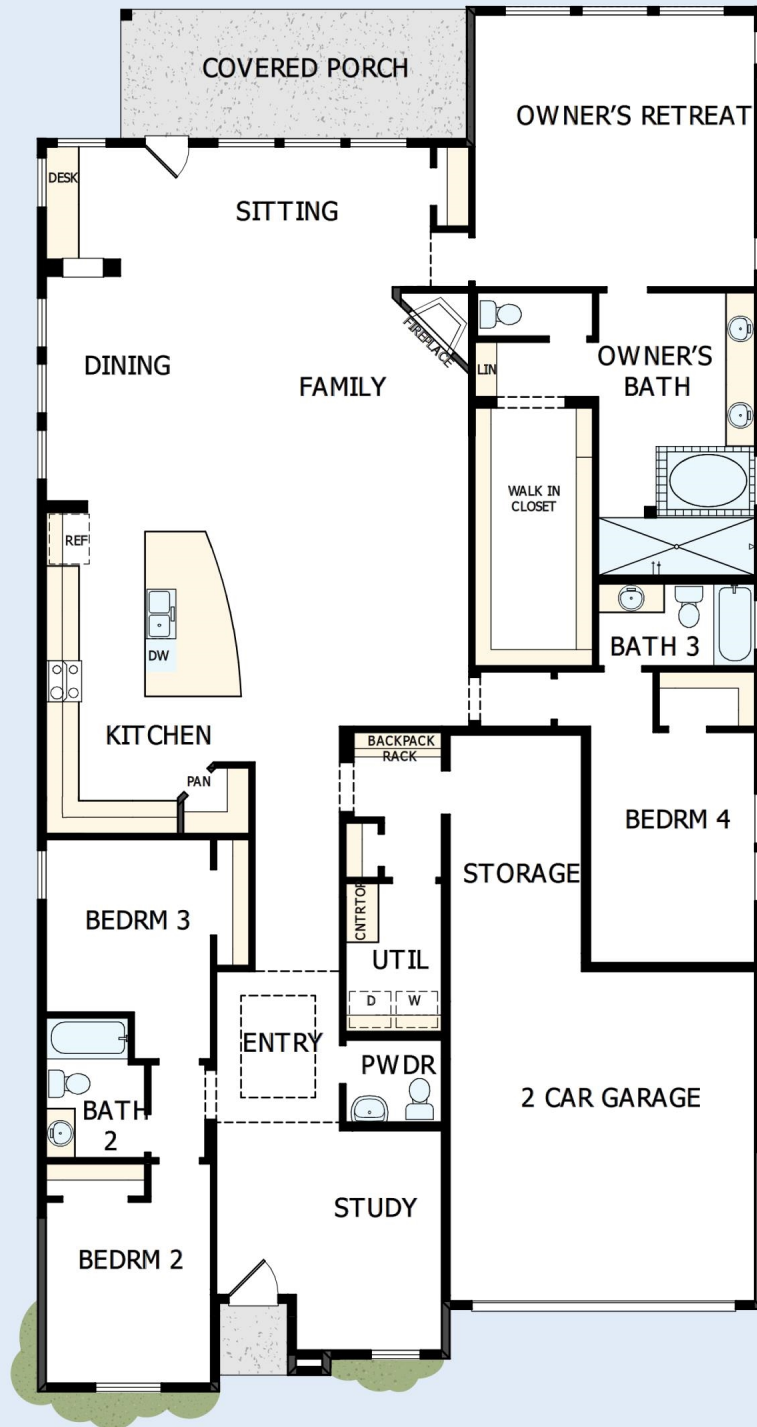 COVERED PORCH
OWNER'S RETREAT
DESK
SITTING
FIREPLACE
DINING
FAMILY
LIN
OWNER'S
BATH
WALK IN
CLOSET
REF
DW
BATH 3
KITCHEN
BACKPACK
RACK
PAN
BEDRM 4
STORAGE
BEDRM 3
CNTRTOP
UTIL
D
W
ENTRY
PWDR
2 CAR GARAGE
BATH
2
STUDY
BEDRM 2